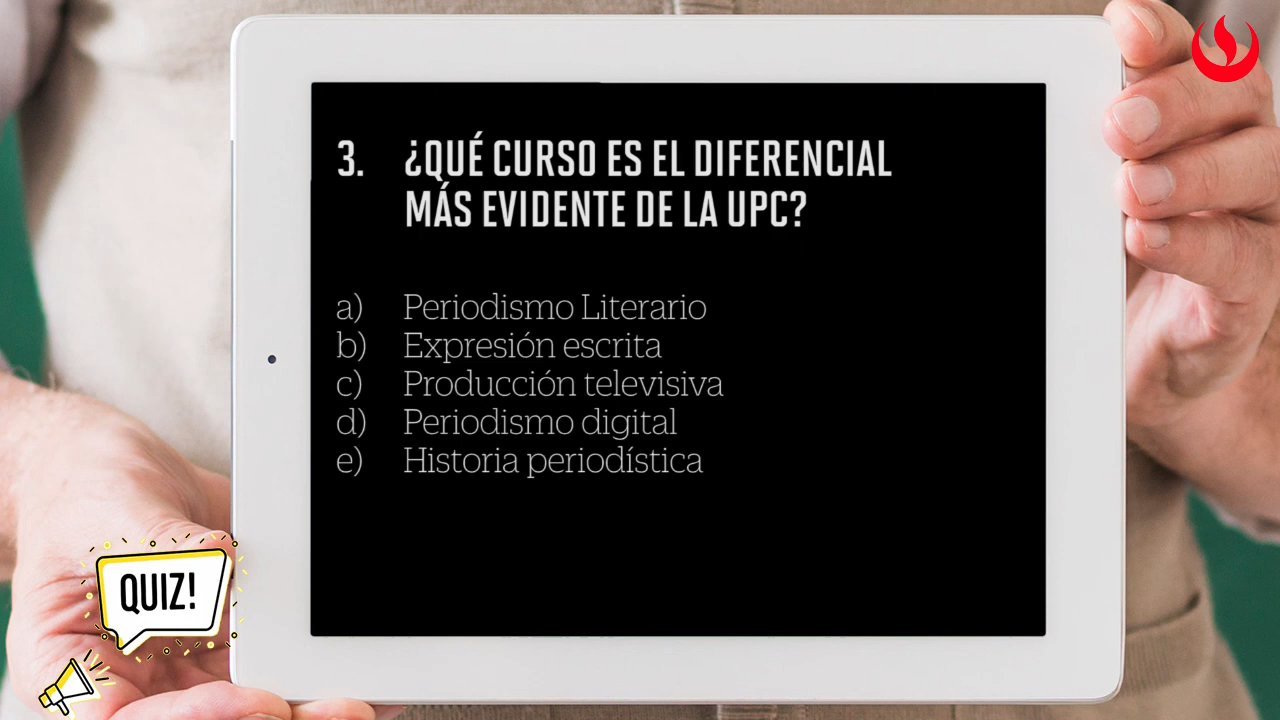 3. ¿QUÉ CURSO ES EL DIFERENCIAL
MÁS EVIDENTE DE LA UPC?
a) Periodismo Literario
b) Expresión escrita
c) Producción televisiva
d) Periodismo digital
e) Historia periodística
QUIZ!